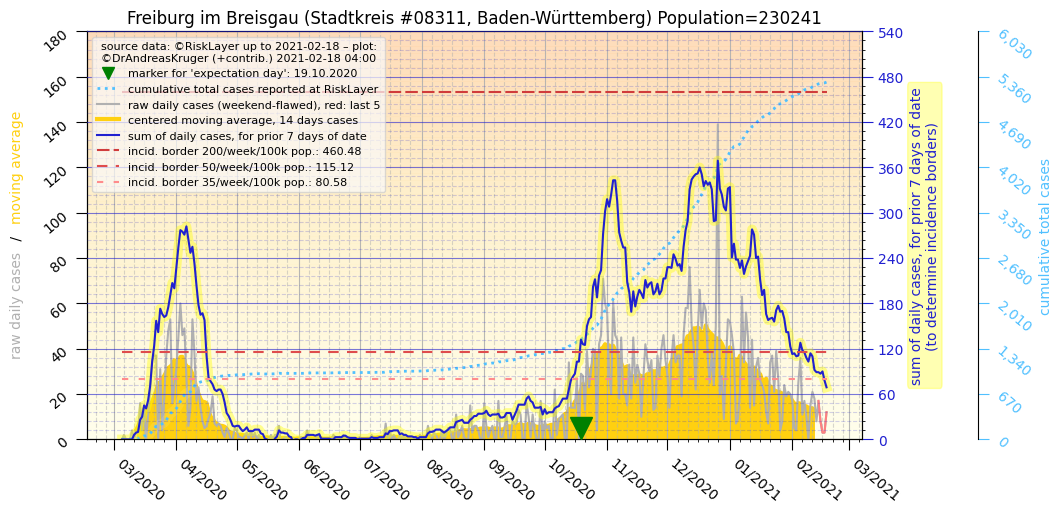 Freiburg im Breisgau (Stadtkreis #08311, Baden-Württemberg) Population=230241
source data: ©RiskLayer up to 2021-02-18 – plot:
©DrAndreasKruger (+contrib.) 2021-02-18 04:00
marker for 'expectation day': 19.10.2020
cumulative total cases reported at RiskLayer
raw daily cases (weekend-flawed), red: last 5
centered moving average, 14 days cases
sum of daily cases, for prior 7 days of date
incid. border 200/week/100k pop.: 460.48
incid. border 50/week/100k pop.: 115.12
incid. border 35/week/100k pop.: 80.58
raw daily cases / moving average
180
160
140
120
100
80
60
40
20
0
03/2020
04/2020
05/2020
06/2020
07/2020
08/2020
09/2020
10/2020
11/2020
12/2020
01/2021
02/2021
03/2021
540
480
420
360
300
240
180
120
60
0
sum of daily cases, for prior 7 days of date
(to determine incidence borders)
6,030
5,360
4,690
4,020
3,350
2,680
2,010
1,340
670
0
cumulative total cases